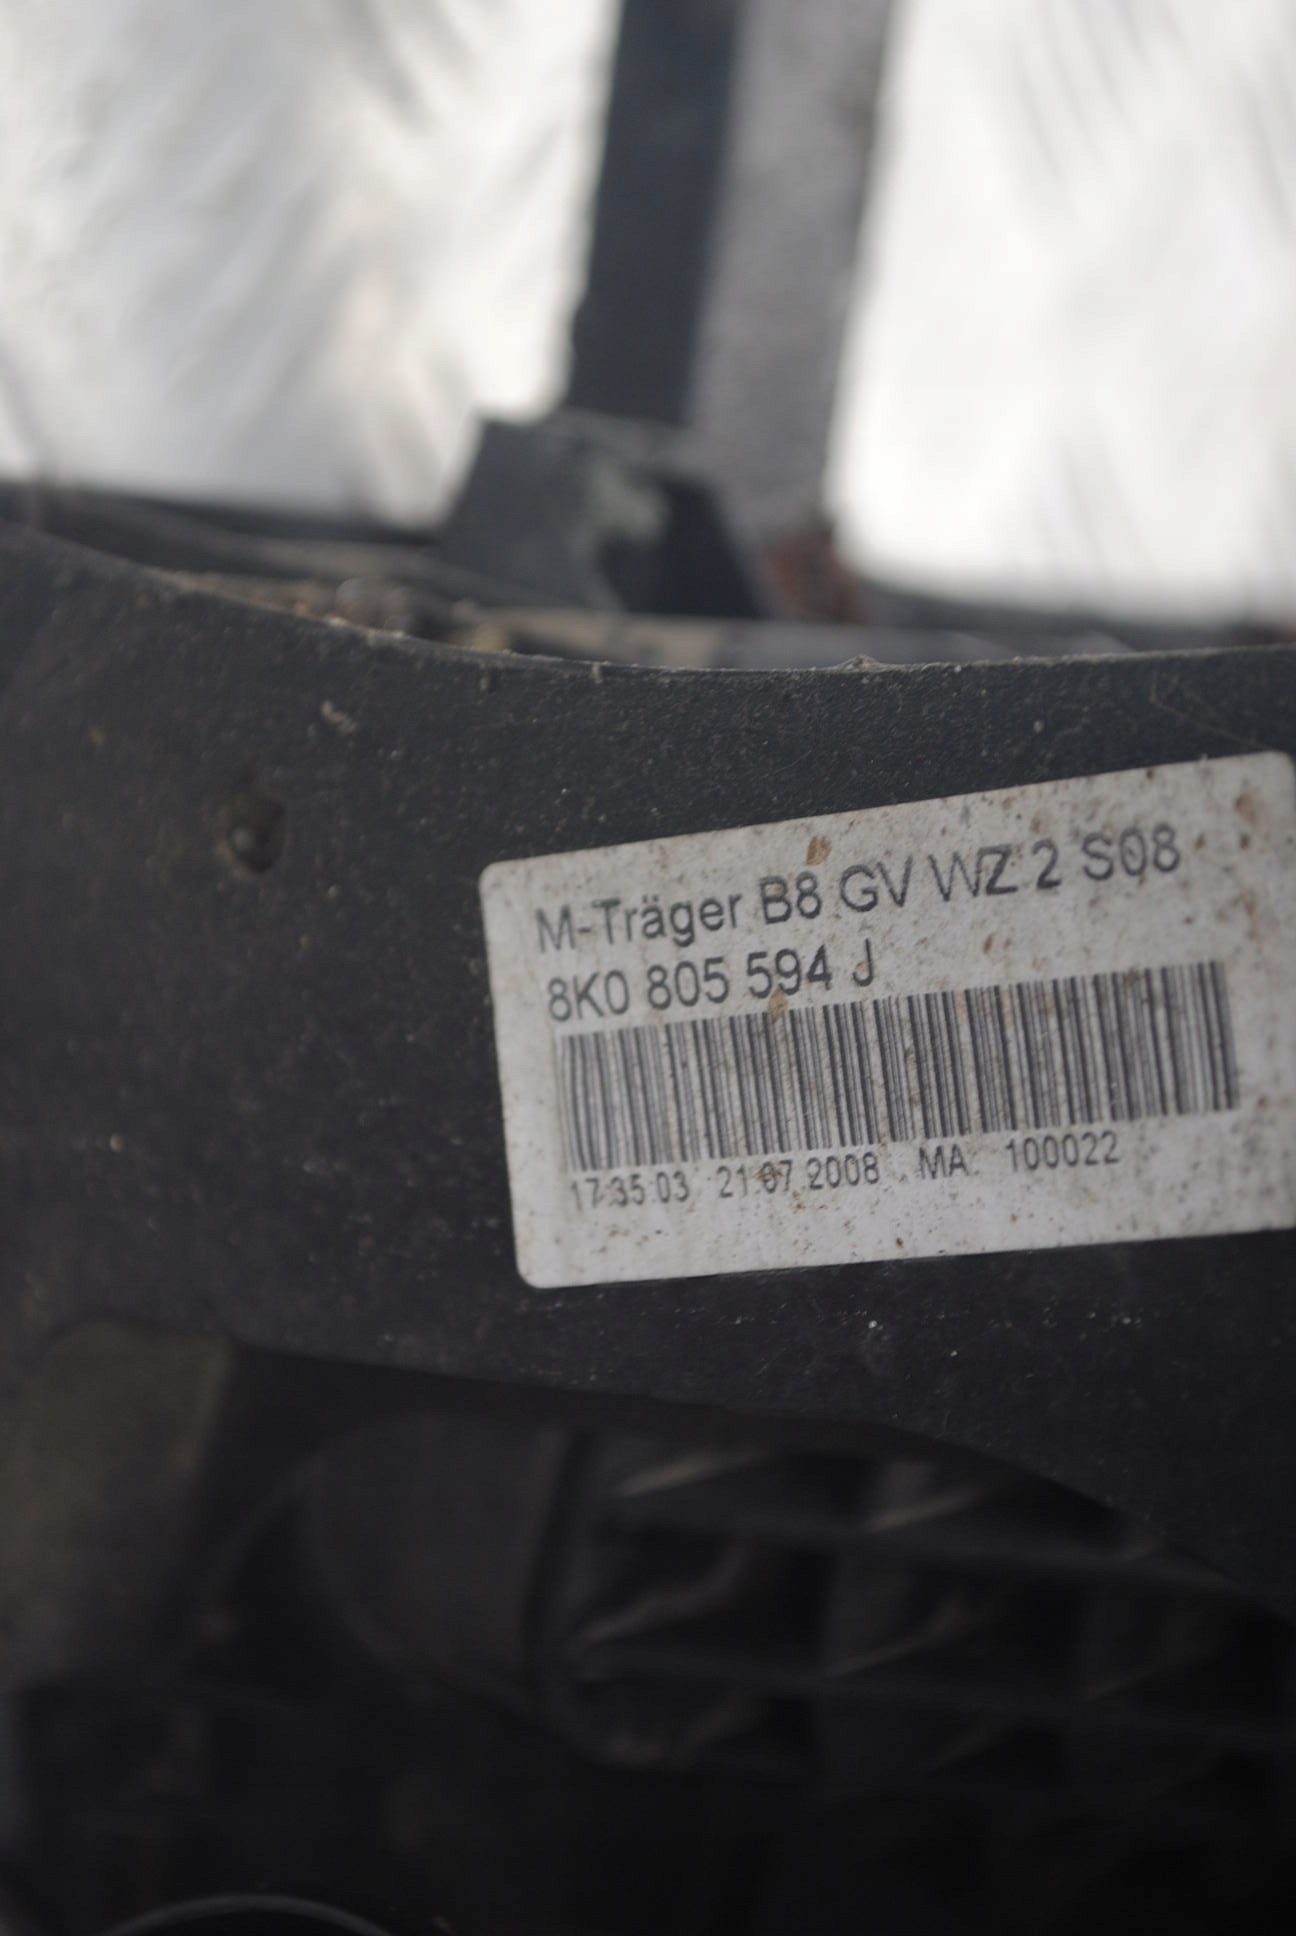 M-Träger B8 GV WZ 2 S08
8K0 805 594 J
17:35:03 21.07.2008 MA: 100022